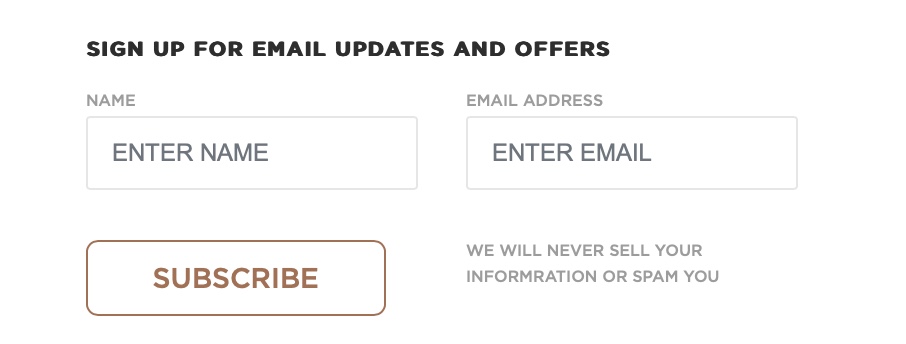 SIGN UP FOR EMAIL UPDATES AND OFFERS
NAME
EMAIL ADDRESS
ENTER NAME
ENTER EMAIL
SUBSCRIBE
WE WILL NEVER SELL YOUR
INFORMRATION OR SPAM YOU